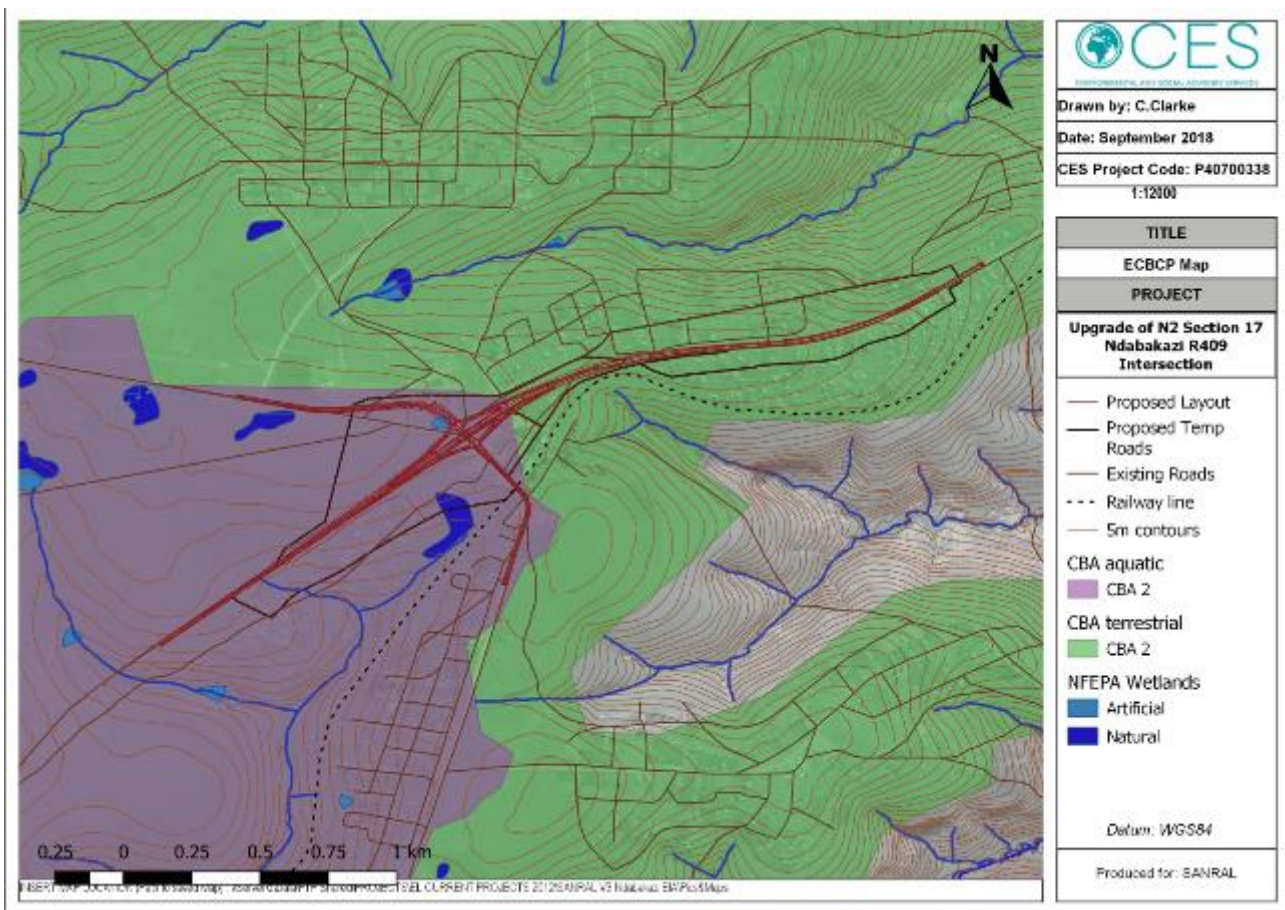 N
0.25 0 0.25 0.5 0.75 1 km
CES
ENVIRONMENTAL AND SOCIAL ADVISORY SERVICES
Drawn by: C.Clarke
Date: September 2018
CES Project Code: P40700338
1:12000
TITLE
ECBCP Map
PROJECT
Upgrade of N2 Section 17
Ndabakazi R409
Intersection
Proposed Layout
Proposed Temp
Roads
Existing Roads
Railway line
5m contours
CBA aquatic
CBA 2
CBA terrestrial
CBA 2
NFEPA Wetlands
Artificial
Natural
Datum: WGS84
Produced for: SANRAL